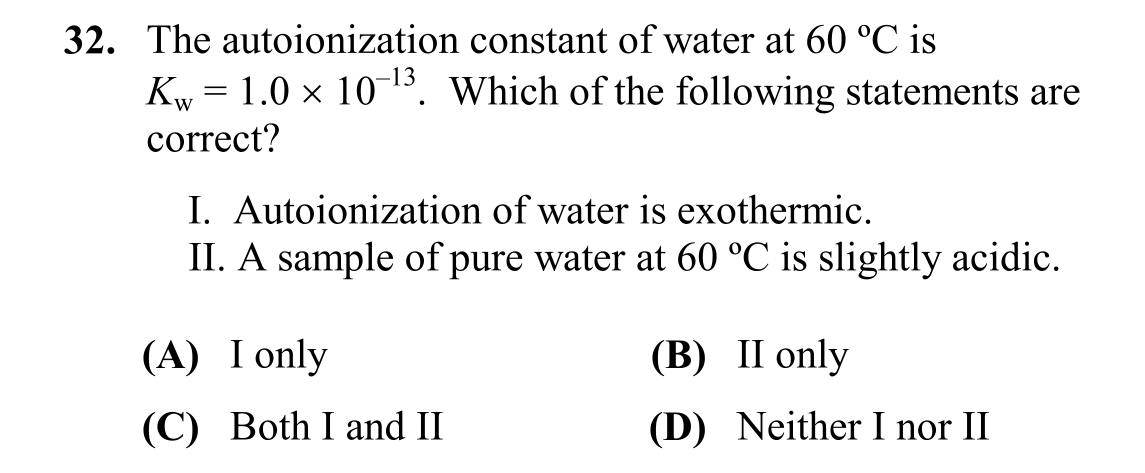 32. The autoionization constant of water at 60 ºC is
K_w = 1.0 × 10⁻¹³. Which of the following statements are
correct?
I. Autoionization of water is exothermic.
II. A sample of pure water at 60 ºC is slightly acidic.
(A) I only (B) II only
(C) Both I and II (D) Neither I nor II